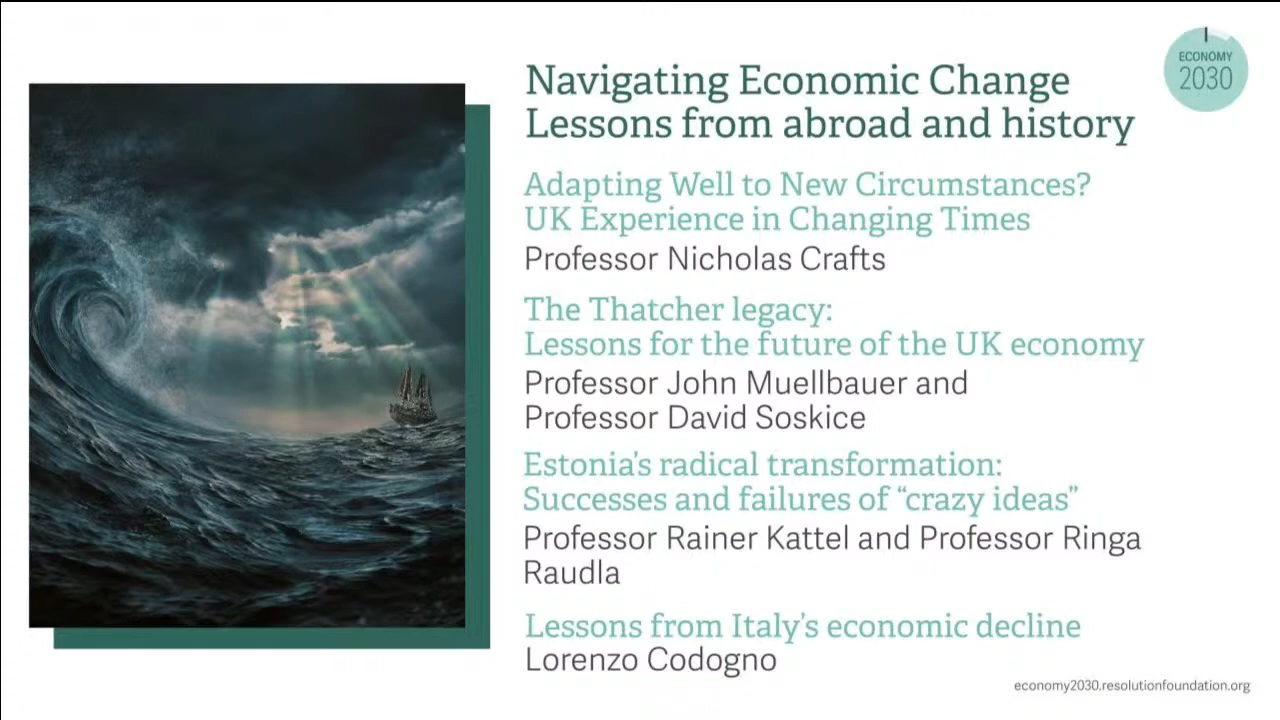 ECONOMY
2030
Navigating Economic Change
Lessons from abroad and history
Adapting Well to New Circumstances?
UK Experience in Changing Times
Professor Nicholas Crafts
The Thatcher legacy:
Lessons for the future of the UK economy
Professor John Muellbauer and
Professor David Soskice
Estonia's radical transformation:
Successes and failures of “crazy ideas”
Professor Rainer Kattel and Professor Ringa
Raudla
Lessons from Italy's economic decline
Lorenzo Codogno
economy2030.resolutionfoundation.org